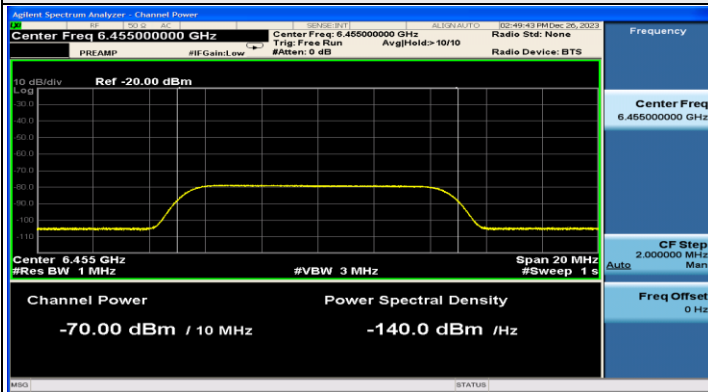 Agilent Spectrum Analyzer - Channel Power
RF 50 Ω AC SENSE:INT ALIGN AUTO 02:49:43 PM Dec 26, 2023
Center Freq 6.455000000 GHz
Center Freq: 6.455000000 GHz
Radio Std: None
Trig: Free Run Avg|Hold:> 10/10
PREAMP #IFGain:Low #Atten: 0 dB Radio Device: BTS
10 dB/div Ref -20.00 dBm
Log
-30.0
-40.0
-50.0
-60.0
-70.0
-80.0
-90.0
-100
-110
Center 6.455 GHz Span 20 MHz
#Res BW 1 MHz #VBW 3 MHz #Sweep 1 s
Channel Power Power Spectral Density
-70.00 dBm / 10 MHz -140.0 dBm /Hz
MSG STATUS
Frequency
Center Freq
6.455000000 GHz
CF Step
2.000000 MHz
Auto Man
Freq Offset
0 Hz